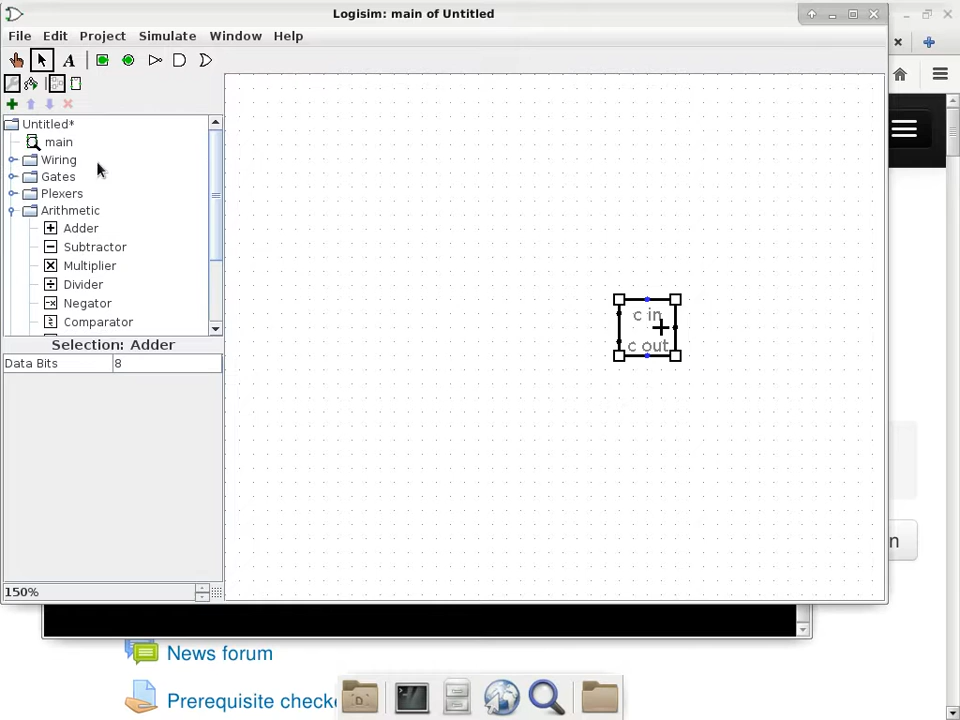 Logisim: main of Untitled
File Edit Project Simulate Window Help
A
Untitled*
main
Wiring
Gates
Plexers
Arithmetic
Adder
Subtractor
Multiplier
Divider
Negator
Comparator
Selection: Adder
Data Bits 8
150%
c in
c out
n
News forum
Prerequisite checke